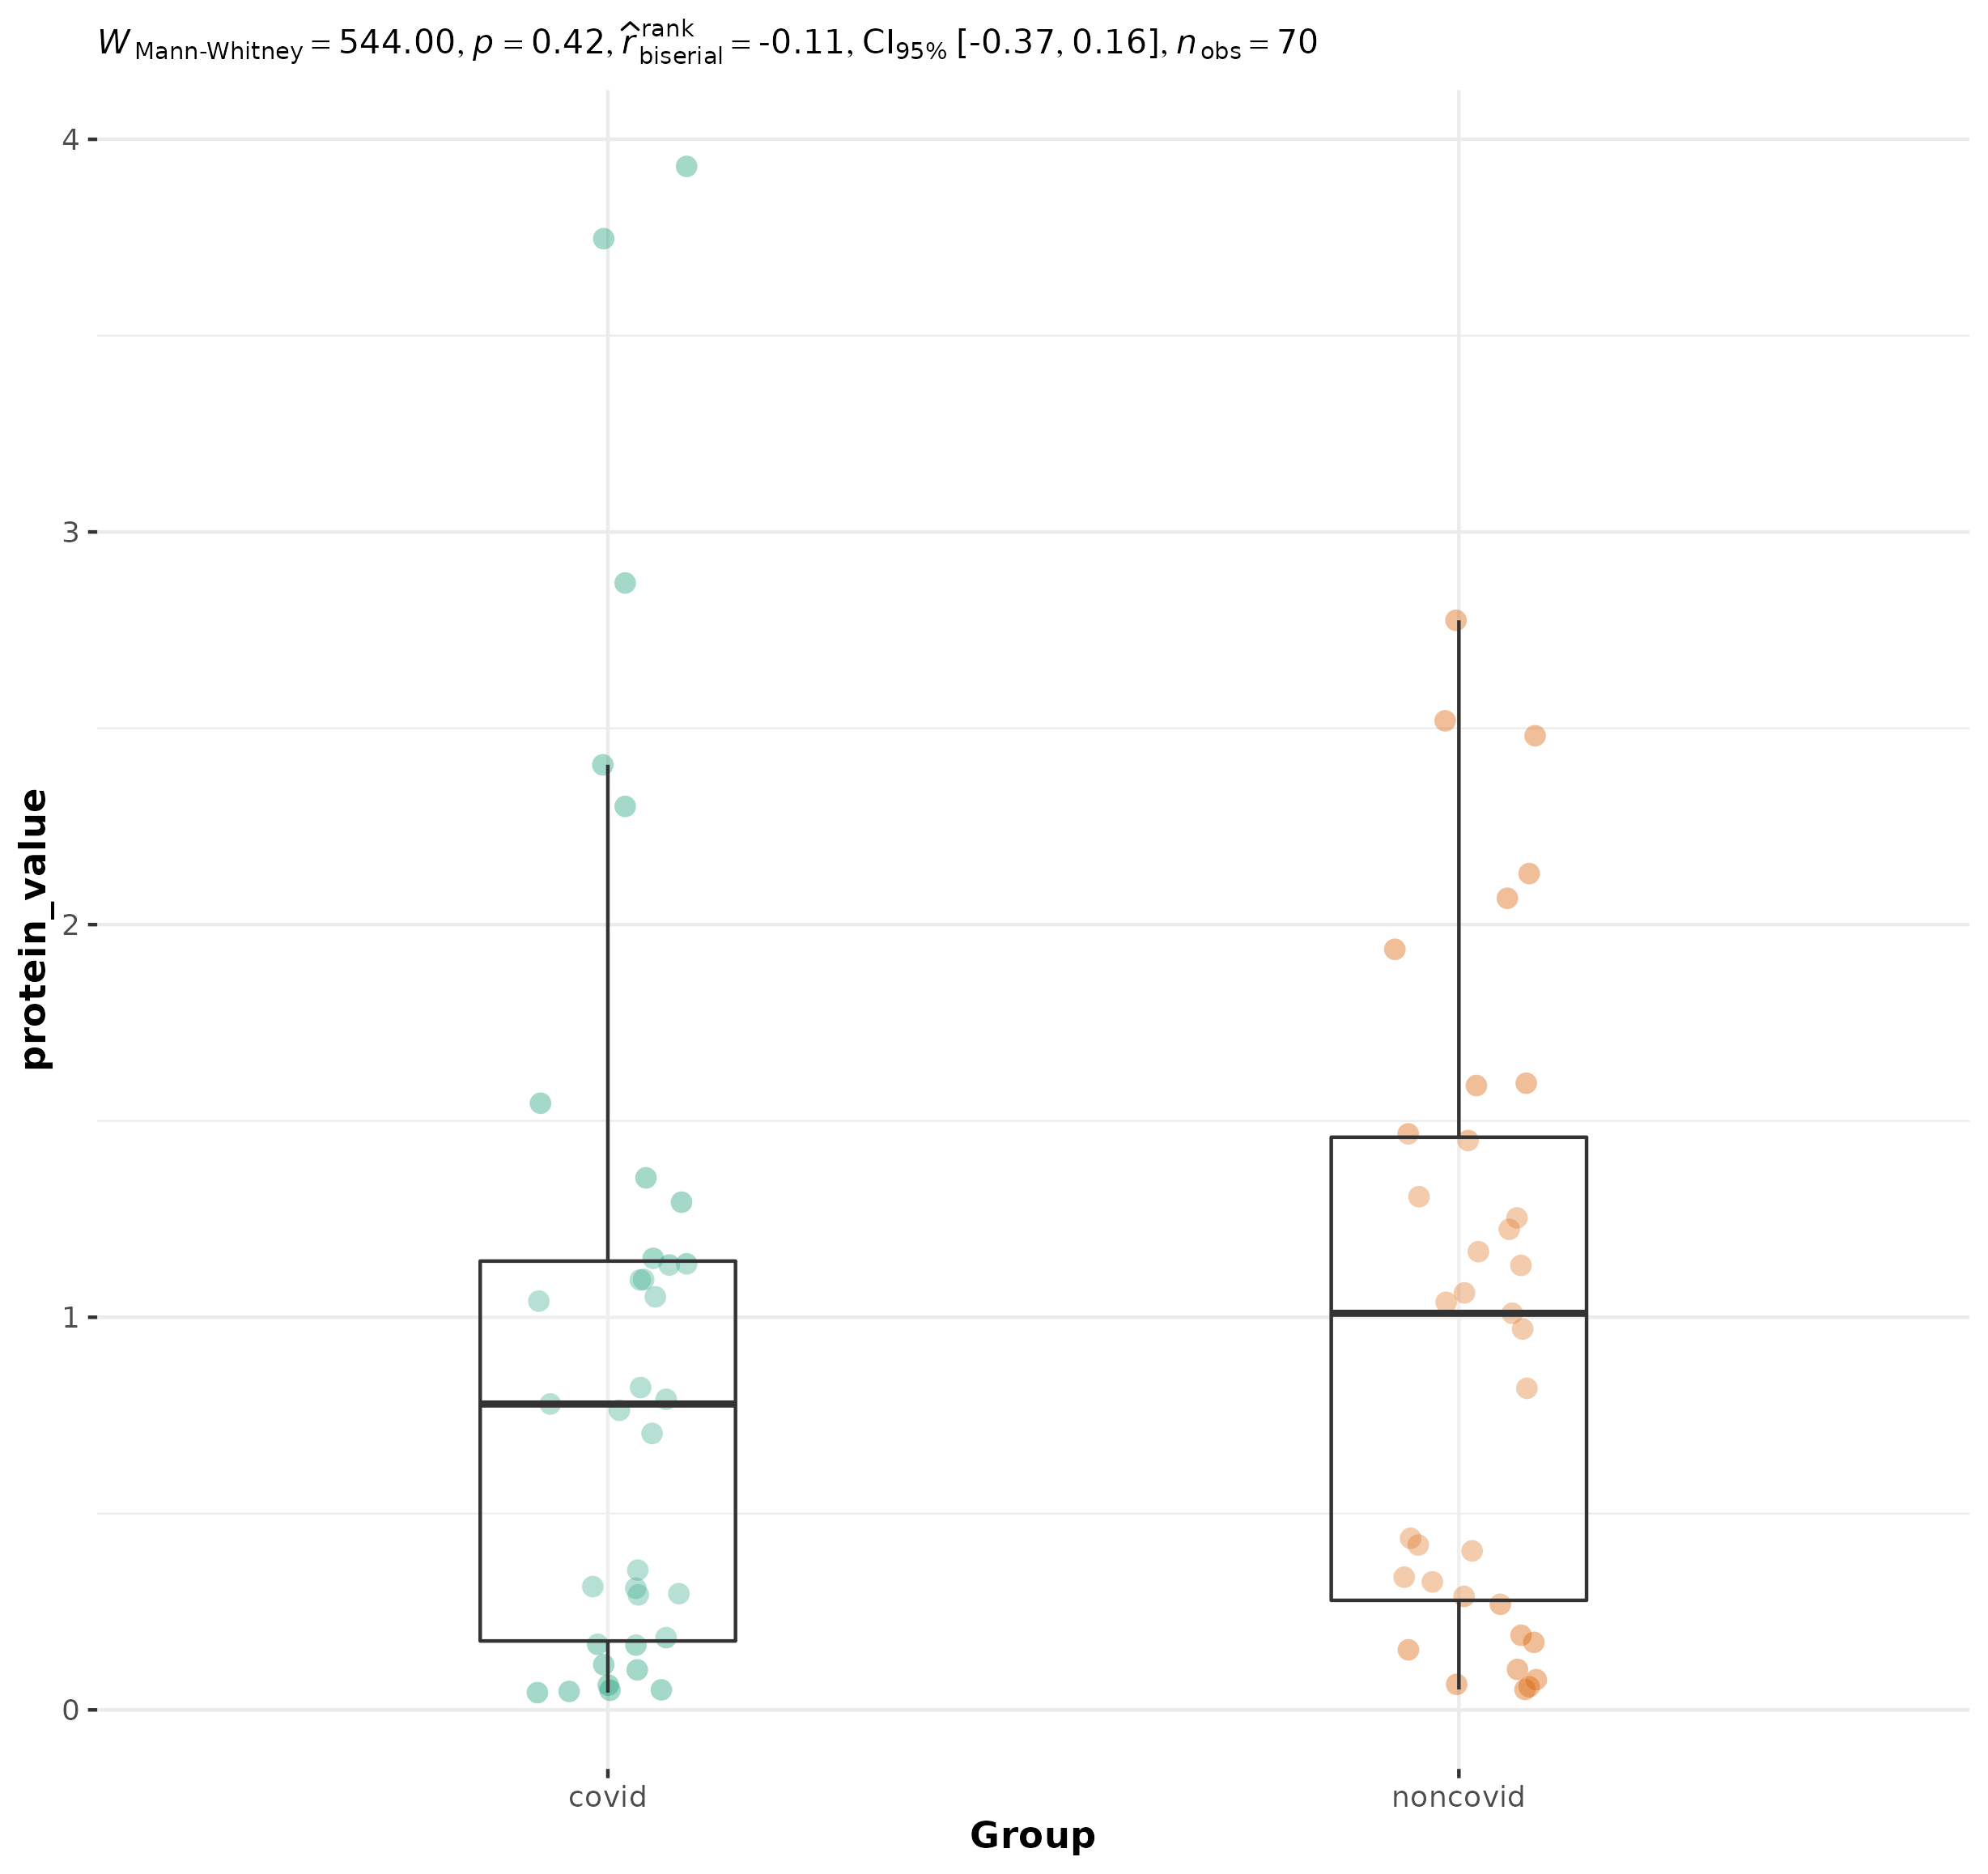 W Mann-Whitney = 544.00, p = 0.42, r̂ rank biserial = -0.11, CI95% [-0.37, 0.16], n obs = 70
4
3
2
1
0
protein_value
covid
noncovid
Group